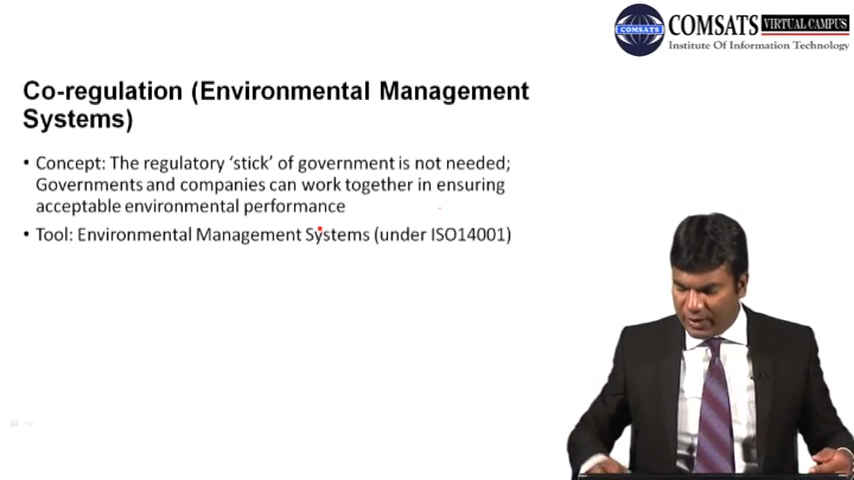 COMSATS
COMSATS VIRTUAL CAMPUS
Institute Of Information Technology
Co-regulation (Environmental Management
Systems)
• Concept: The regulatory ‘stick’ of government is not needed;
Governments and companies can work together in ensuring
acceptable environmental performance
• Tool: Environmental Management Systems (under ISO14001)